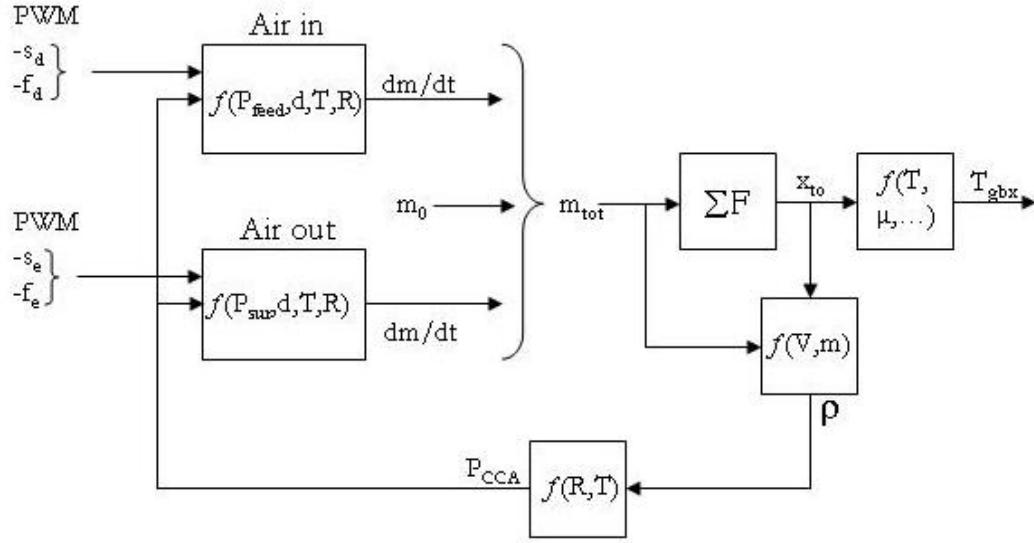 PWM
-s_d
-f_d
Air in
f(P_feed,d,T,R)
dm/dt
m_0
m_tot
ΣF
x_to
f(T,
μ,...)
T_gbx
PWM
-s_e
-f_e
Air out
f(P_sur,d,T,R)
dm/dt
f(V,m)
ρ
P_CCA
f(R,T)